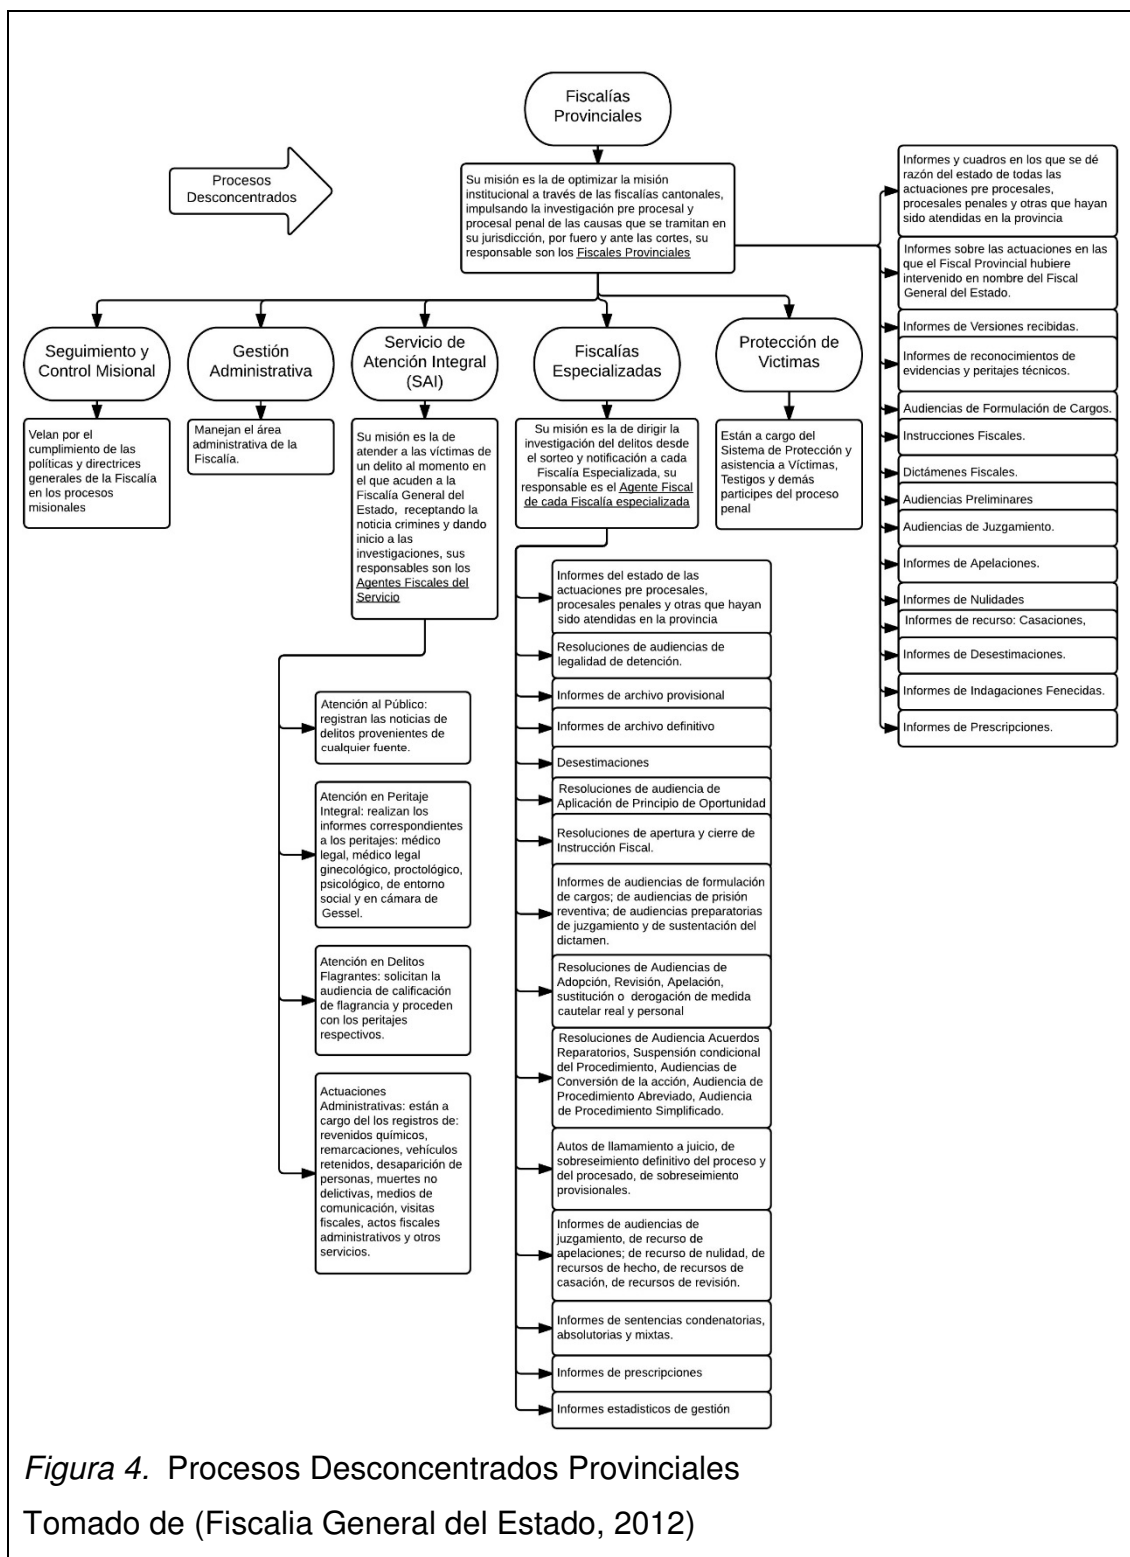 Fiscalías
Provinciales
Procesos
Desconcentrados
Su misión es la de optimizar la misión
institucional a través de las fiscalías cantonales,
impulsando la investigación pre procesal y
procesal penal de las causas que se tramitan en
su jurisdicción, por fuero y ante las cortes, su
responsable son los Fiscales Provinciales
Seguimiento y
Control Misional
Velan por el
cumplimiento de las
políticas y directrices
generales de la Fiscalía
en los procesos
misionales
Gestión
Administrativa
Manejan el área
administrativa de la
Fiscalía.
Servicio de
Atención Integral
(SAI)
Su misión es la de
atender a las víctimas de
un delito al momento en
el que acuden a la
Fiscalía General del
Estado, receptando la
noticia crimines y dando
inicio a las
investigaciones, sus
responsables son los
Agentes Fiscales del
Servicio
Atención al Público:
registran las noticias de
delitos provenientes de
cualquier fuente.
Atención en Peritaje
Integral: realizan los
informes correspondientes
a los peritajes: médico
legal, médico legal
ginecológico, proctológico,
psicológico, de entorno
social y en cámara de
Gessel.
Atención en Delitos
Flagrantes: solicitan la
audiencia de calificación
de flagrancia y proceden
con los peritajes
respectivos.
Actuaciones
Administrativas: están a
cargo del los registros de:
revenidos químicos,
remarcaciones, vehículos
retenidos, desaparición de
personas, muertes no
delictivas, medios de
comunicación, visitas
fiscales, actos fiscales
administrativos y otros
servicios.
Fiscalías
Especializadas
Su misión es la de dirigir la
investigación del delitos desde
el sorteo y notificación a cada
Fiscalía Especializada, su
responsable es el Agente Fiscal
de cada Fiscalía especializada
Informes del estado de las
actuaciones pre procesales,
procesales penales y otras que hayan
sido atendidas en la provincia
Resoluciones de audiencias de
legalidad de detención.
Informes de archivo provisional
Informes de archivo definitivo
Desestimaciones
Resoluciones de audiencia de
Aplicación de Principio de Oportunidad
Resoluciones de apertura y cierre de
Instrucción Fiscal.
Informes de audiencias de formulación
de cargos; de audiencias de prisión
reventiva; de audiencias preparatorias
de juzgamiento y de sustentación del
dictamen.
Resoluciones de Audiencias de
Adopción, Revisión, Apelación,
sustitución o derogación de medida
cautelar real y personal
Resoluciones de Audiencia Acuerdos
Reparatorios, Suspensión condicional
del Procedimiento, Audiencias de
Conversión de la acción, Audiencia de
Procedimiento Abreviado, Audiencia
de Procedimiento Simplificado.
Autos de llamamiento a juicio, de
sobreseimiento definitivo del proceso y
del procesado, de sobreseimiento
provisionales.
Informes de audiencias de
juzgamiento, de recurso de
apelaciones; de recurso de nulidad, de
recursos de hecho, de recursos de
casación, de recursos de revisión.
Informes de sentencias condenatorias,
absolutorias y mixtas.
Informes de prescripciones
Informes estadisticos de gestión
Protección de
Victimas
Están a cargo del
Sistema de Protección y
asistencia a Víctimas,
Testigos y demás
participes del proceso
penal
Informes y cuadros en los que se dé
razón del estado de todas las
actuaciones pre procesales,
procesales penales y otras que hayan
sido atendidas en la provincia
Informes sobre las actuaciones en las
que el Fiscal Provincial hubiere
intervenido en nombre del Fiscal
General del Estado.
Informes de Versiones recibidas.
Informes de reconocimientos de
evidencias y peritajes técnicos.
Audiencias de Formulación de Cargos.
Instrucciones Fiscales.
Dictámenes Fiscales.
Audiencias Preliminares
Audiencias de Juzgamiento.
Informes de Apelaciones.
Informes de Nulidades
Informes de recurso: Casaciones,
Informes de Desestimaciones.
Informes de Indagaciones Fenecidas.
Informes de Prescripciones.
Figura 4. Procesos Desconcentrados Provinciales
Tomado de (Fiscalia General del Estado, 2012)